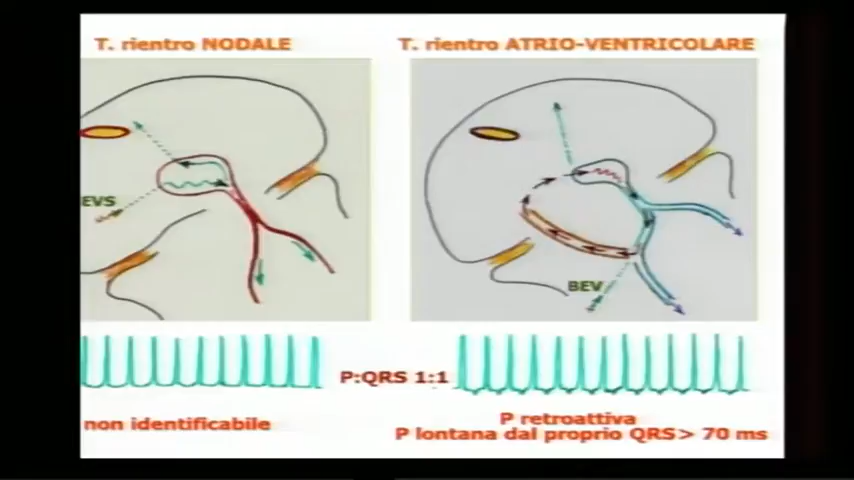 T. rientro NODALE
T. rientro ATRIO-VENTRICOLARE
EVS
BEV
P:QRS 1:1
non identificabile
P retroattiva
P lontana dal proprio QRS> 70 ms